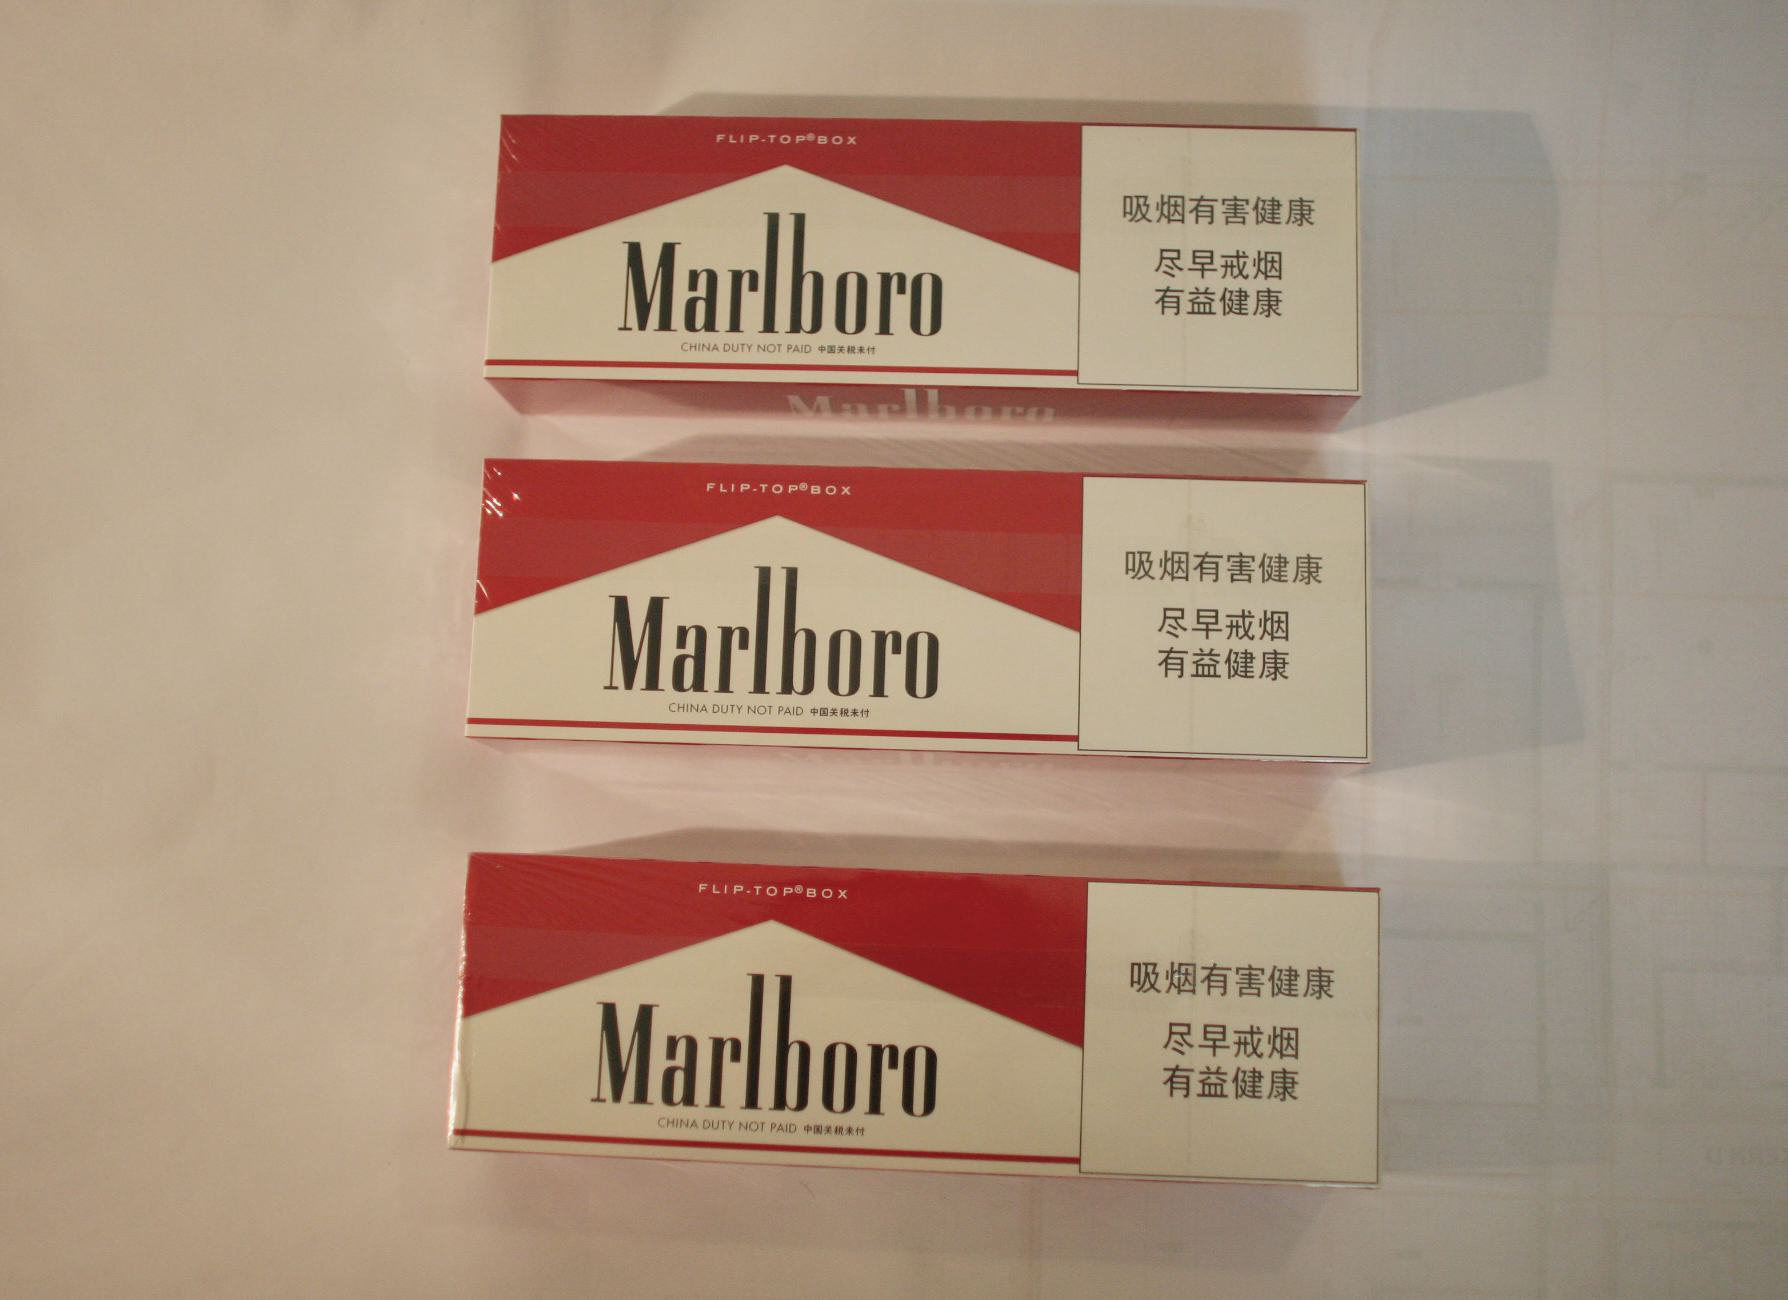 FLIP-TOP®BOX
Marlboro
CHINA DUTY NOT PAID 中国关税未付
吸烟有害健康
尽早戒烟
有益健康
Marlboro
FLIP-TOP®BOX
Marlboro
CHINA DUTY NOT PAID 中国关税未付
吸烟有害健康
尽早戒烟
有益健康
FLIP-TOP®BOX
Marlboro
CHINA DUTY NOT PAID 中国关税未付
吸烟有害健康
尽早戒烟
有益健康